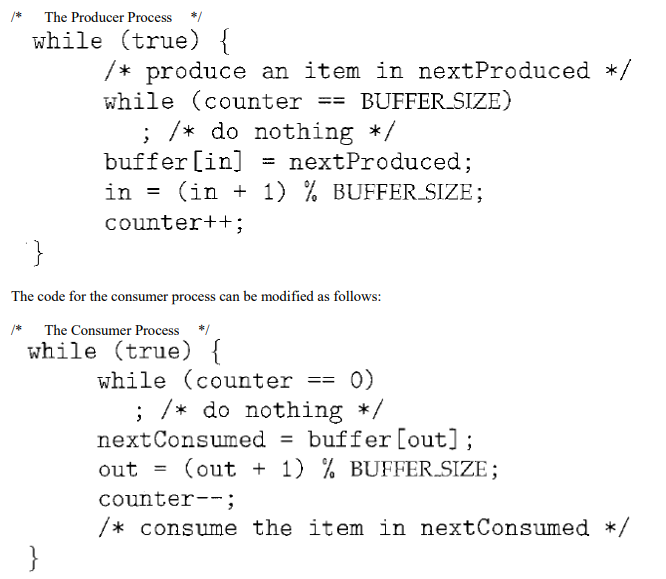 /* The Producer Process */
while (true) {
/* produce an item in nextProduced */
while (counter == BUFFER_SIZE)
; /* do nothing */
buffer[in] = nextProduced;
in = (in + 1) % BUFFER_SIZE;
counter++;
}
The code for the consumer process can be modified as follows:
/* The Consumer Process */
while (true) {
while (counter == 0)
; /* do nothing */
nextConsumed = buffer[out];
out = (out + 1) % BUFFER_SIZE;
counter--;
/* consume the item in nextConsumed */
}